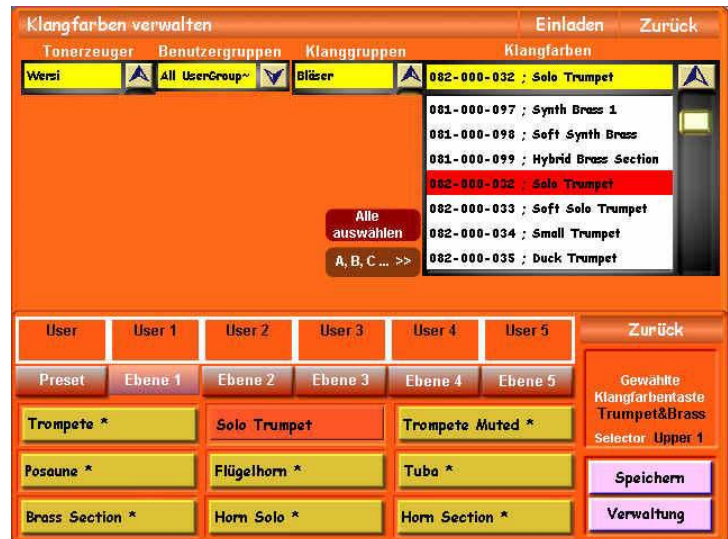 Klangfarben verwalten Einladen Zurück
Tonerzeuger Benutzergruppen Klanggruppen Klangfarben
Wersi All UserGroup~ Bläser 082-000-032 ; Solo Trumpet
081-000-097 ; Synth Brass 1
081-000-098 ; Soft Synth Brass
081-000-099 ; Hybrid Brass Section
082-000-032 ; Solo Trumpet
082-000-033 ; Soft Solo Trumpet
082-000-034 ; Small Trumpet
082-000-035 ; Duck Trumpet
Alle
auswählen
A, B, C ... >>
User User 1 User 2 User 3 User 4 User 5 Zurück
Preset Ebene 1 Ebene 2 Ebene 3 Ebene 4 Ebene 5
Gewählte
Klangfarbentaste
Trumpet&Brass
Selector Upper 1
Trompete * Solo Trumpet Trompete Muted *
Posaune * Flügelhorn * Tuba * Speichern
Brass Section * Horn Solo * Horn Section * Verwaltung